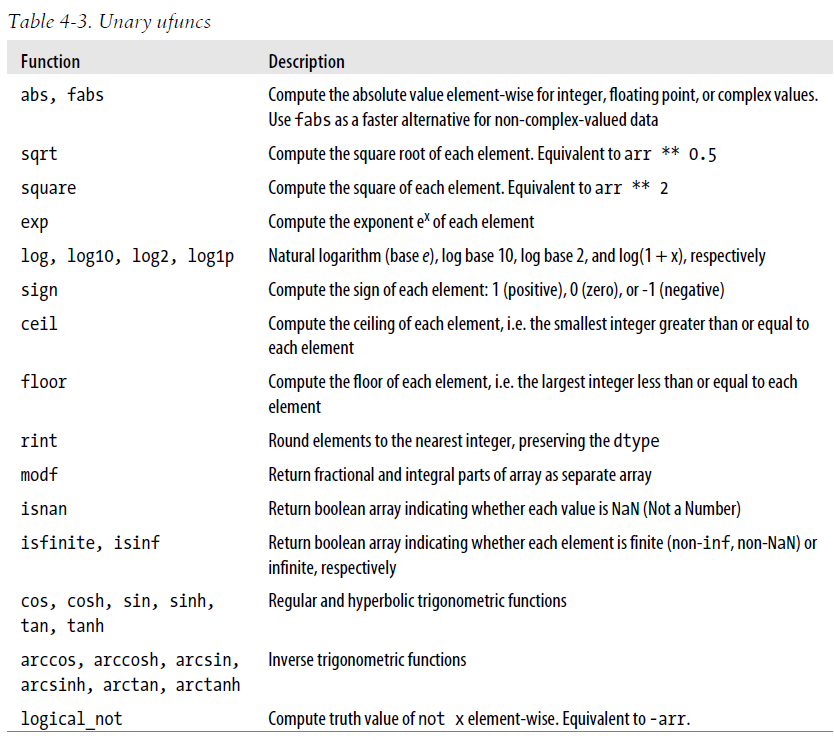 Table 4-3. Unary ufuncs
Function Description
abs, fabs Compute the absolute value element-wise for integer, floating point, or complex values.
Use fabs as a faster alternative for non-complex-valued data
sqrt Compute the square root of each element. Equivalent to arr ** 0.5
square Compute the square of each element. Equivalent to arr ** 2
exp Compute the exponent eˣ of each element
log, log10, log2, log1p Natural logarithm (base e), log base 10, log base 2, and log(1 + x), respectively
sign Compute the sign of each element: 1 (positive), 0 (zero), or -1 (negative)
ceil Compute the ceiling of each element, i.e. the smallest integer greater than or equal to
each element
floor Compute the floor of each element, i.e. the largest integer less than or equal to each
element
rint Round elements to the nearest integer, preserving the dtype
modf Return fractional and integral parts of array as separate array
isnan Return boolean array indicating whether each value is NaN (Not a Number)
isfinite, isinf Return boolean array indicating whether each element is finite (non-inf, non-NaN) or
infinite, respectively
cos, cosh, sin, sinh, Regular and hyperbolic trigonometric functions
tan, tanh
arccos, arccosh, arcsin, Inverse trigonometric functions
arcsinh, arctan, arctanh
logical_not Compute truth value of not x element-wise. Equivalent to -arr.